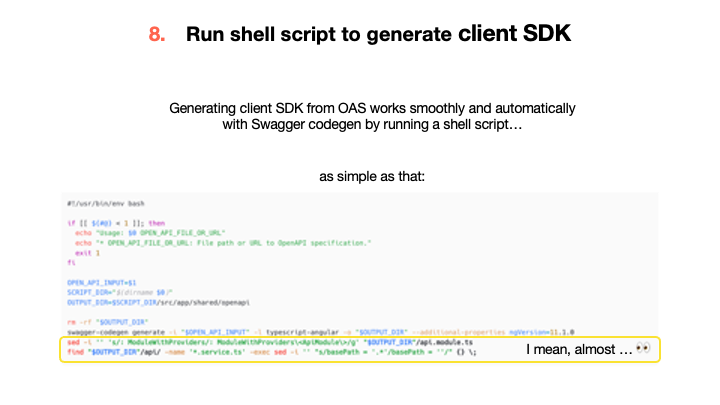 8. Run shell script to generate client SDK
Generating client SDK from OAS works smoothly and automatically
with Swagger codegen by running a shell script…
as simple as that:
#!/usr/bin/env bash
if [[ ${#@} < 1 ]]; then
echo "Usage: $0 OPEN_API_FILE_OR_URL"
echo "* OPEN_API_FILE_OR_URL: File path or URL to OpenAPI specification."
exit 1
fi
OPEN_API_INPUT=$1
SCRIPT_DIR="$(dirname $0)"
OUTPUT_DIR=$SCRIPT_DIR/src/app/shared/openapi
rm -rf "$OUTPUT_DIR"
swagger-codegen generate -i "$OPEN_API_INPUT" -l typescript-angular -o "$OUTPUT_DIR" --additional-properties ngVersion=11.1.0
sed -i '' 's/: ModuleWithProviders/: ModuleWithProviders\<ApiModule\>/g' "$OUTPUT_DIR"/api.module.ts
find "$OUTPUT_DIR"/api/ -name '*.service.ts' -exec sed -i '' "s/basePath = '.*'/basePath = ''/" {} \;
I mean, almost … 👀